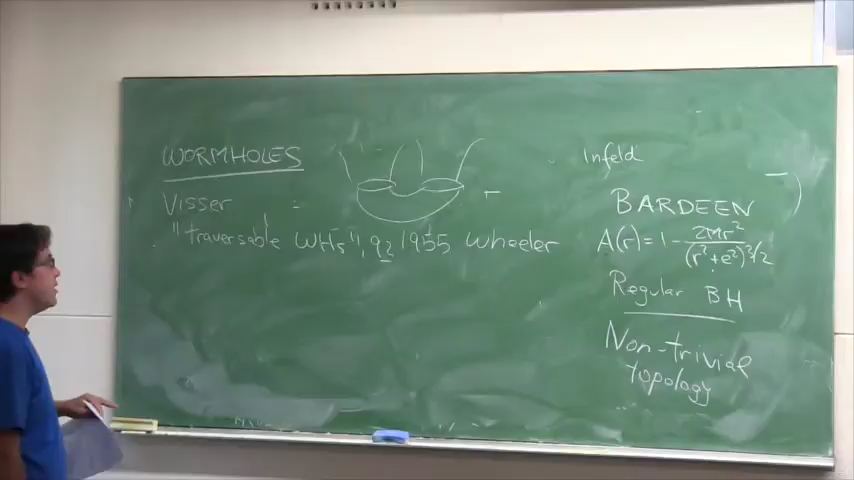 WORMHOLES
Visser
"traversable WHs", 92 1955 Wheeler
Infeld
BARDEEN
A(r) = 1 - 2Mr²/(r²+e²)^3/2
Regular BH
Non-trivial
topology